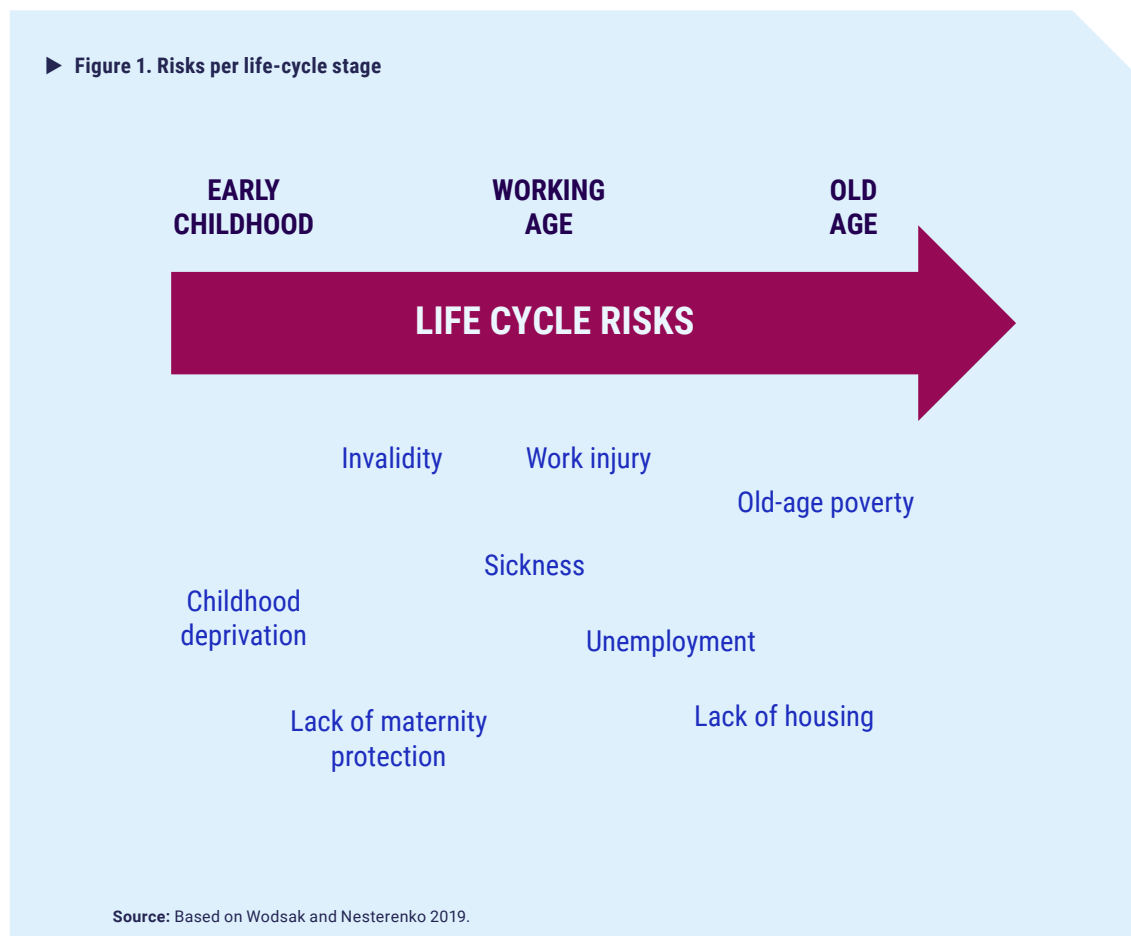 Figure 1. Risks per life-cycle stage
EARLY
CHILDHOOD
WORKING
AGE
OLD
AGE
LIFE CYCLE RISKS
Invalidity
Work injury
Old-age poverty
Sickness
Childhood
deprivation
Unemployment
Lack of maternity
protection
Lack of housing
Source: Based on Wodsak and Nesterenko 2019.